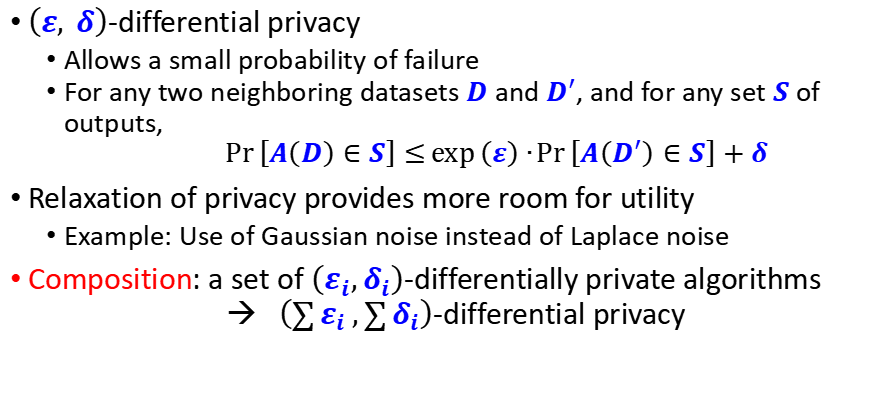 • (ε, δ)-differential privacy
• Allows a small probability of failure
• For any two neighboring datasets D and D′, and for any set S of
outputs,
Pr [A(D) ∈ S] ≤ exp (ε) · Pr [A(D′) ∈ S] + δ
• Relaxation of privacy provides more room for utility
• Example: Use of Gaussian noise instead of Laplace noise
• Composition: a set of (εᵢ, δᵢ)-differentially private algorithms
→ (∑ εᵢ , ∑ δᵢ)-differential privacy